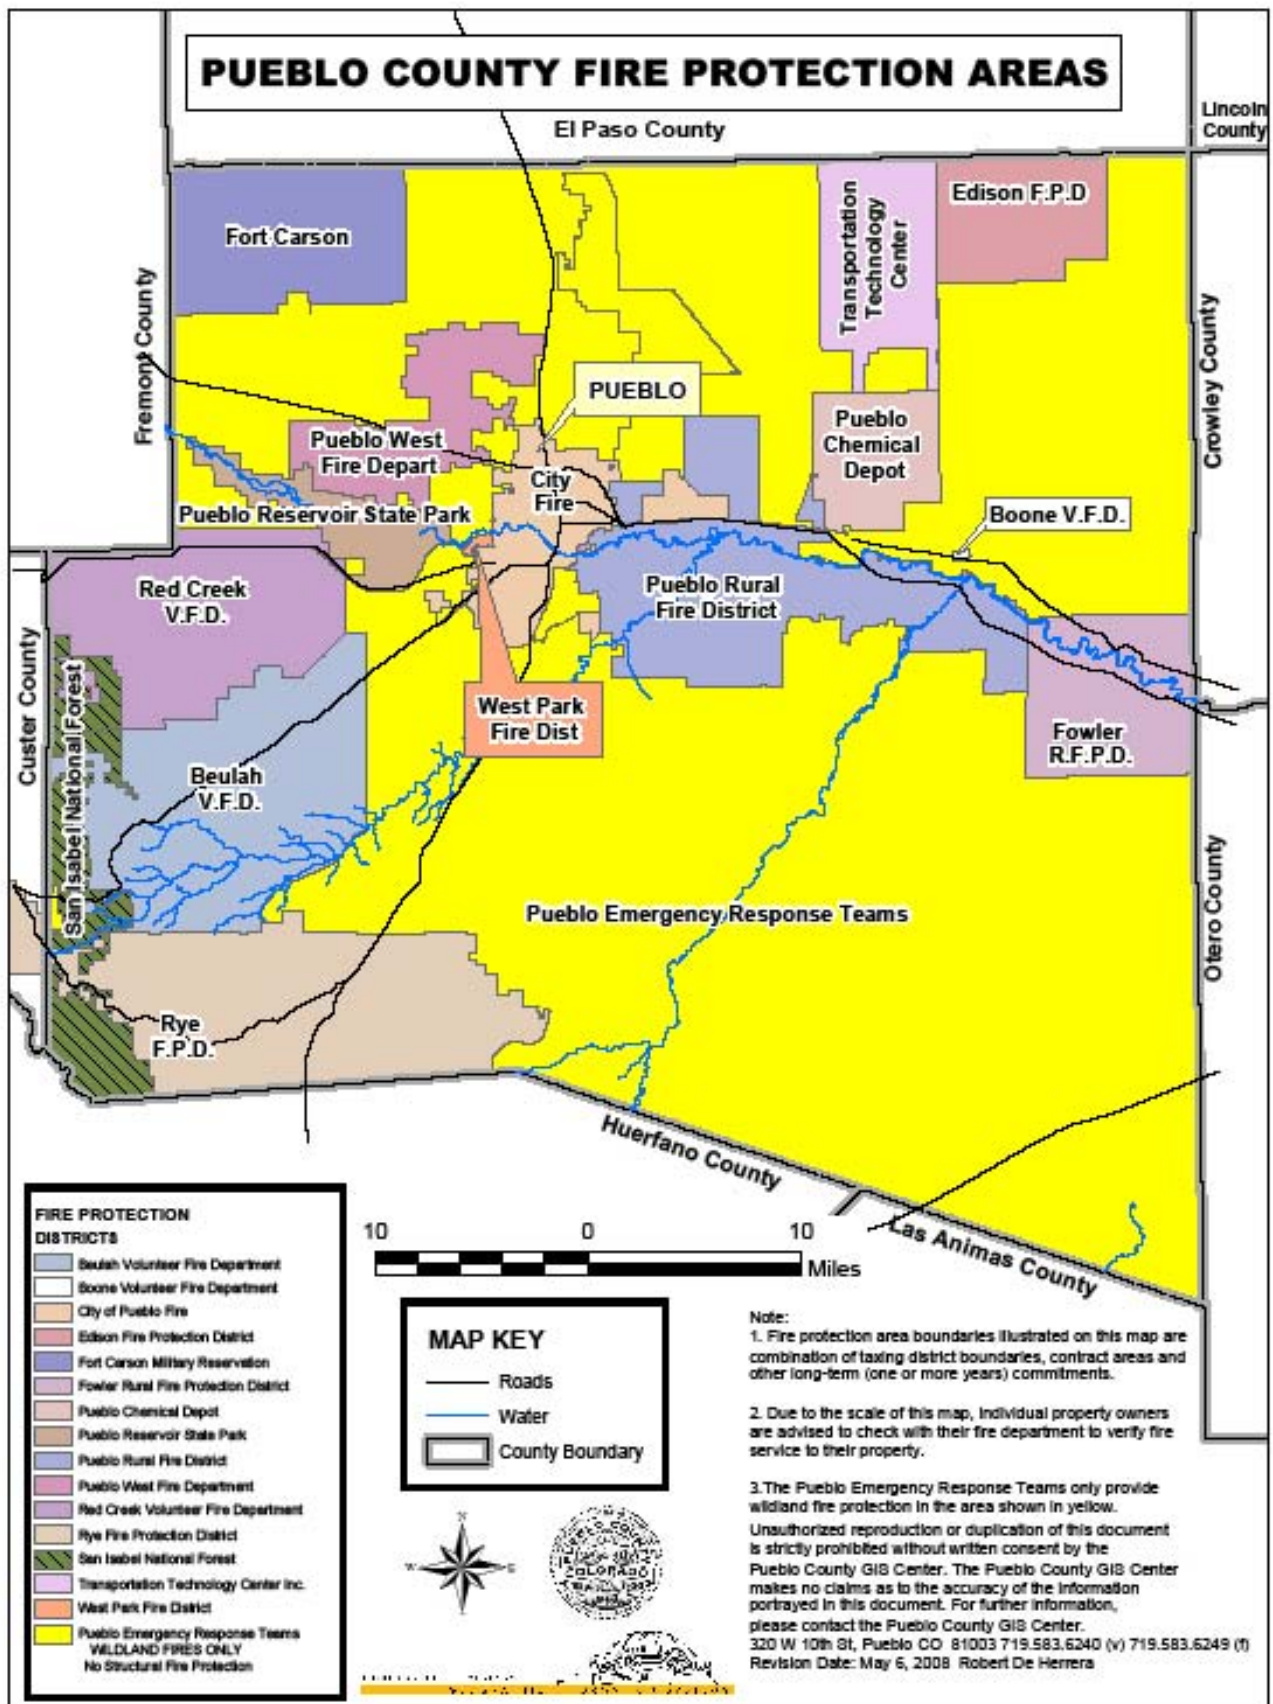 PUEBLO COUNTY FIRE PROTECTION AREAS
El Paso County
Lincoln
County
Fort Carson
Transportation
Technology
Center
Edison F.P.D
Fremont County
Crowley County
PUEBLO
Pueblo West
Fire Depart
City
Fire
Pueblo
Chemical
Depot
Pueblo Reservoir State Park
Boone V.F.D.
Red Creek
V.F.D.
Pueblo Rural
Fire District
Custer County
San Isabel National Forest
West Park
Fire Dist
Fowler
R.F.P.D.
Beulah
V.F.D.
Otero County
Pueblo Emergency Response Teams
Rye
F.P.D.
Huerfano County
Las Animas County
FIRE PROTECTION
DISTRICTS
Beulah Volunteer Fire Department
Boone Volunteer Fire Department
City of Pueblo Fire
Edison Fire Protection District
Fort Carson Military Reservation
Fowler Rural Fire Protection District
Pueblo Chemical Depot
Pueblo Reservoir State Park
Pueblo Rural Fire District
Pueblo West Fire Department
Red Creek Volunteer Fire Department
Rye Fire Protection District
San Isabel National Forest
Transportation Technology Center Inc.
West Park Fire District
Pueblo Emergency Response Teams
WILDLAND FIRES ONLY
No Structural Fire Protection
10 0 10
Miles
MAP KEY
Roads
Water
County Boundary
N
W E
S
PUEBLO COUNTY
COLORADO
Note:
1. Fire protection area boundaries illustrated on this map are
combination of taxing district boundaries, contract areas and
other long-term (one or more years) commitments.
2. Due to the scale of this map, individual property owners
are advised to check with their fire department to verify fire
service to their property.
3.The Pueblo Emergency Response Teams only provide
wildland fire protection in the area shown in yellow.
Unauthorized reproduction or duplication of this document
is strictly prohibited without written consent by the
Pueblo County GIS Center. The Pueblo County GIS Center
makes no claims as to the accuracy of the information
portrayed in this document. For further information,
please contact the Pueblo County GIS Center.
320 W 10th St, Pueblo CO 81003 719.583.6240 (v) 719.583.6249 (f)
Revision Date: May 6, 2008 Robert De Herrera